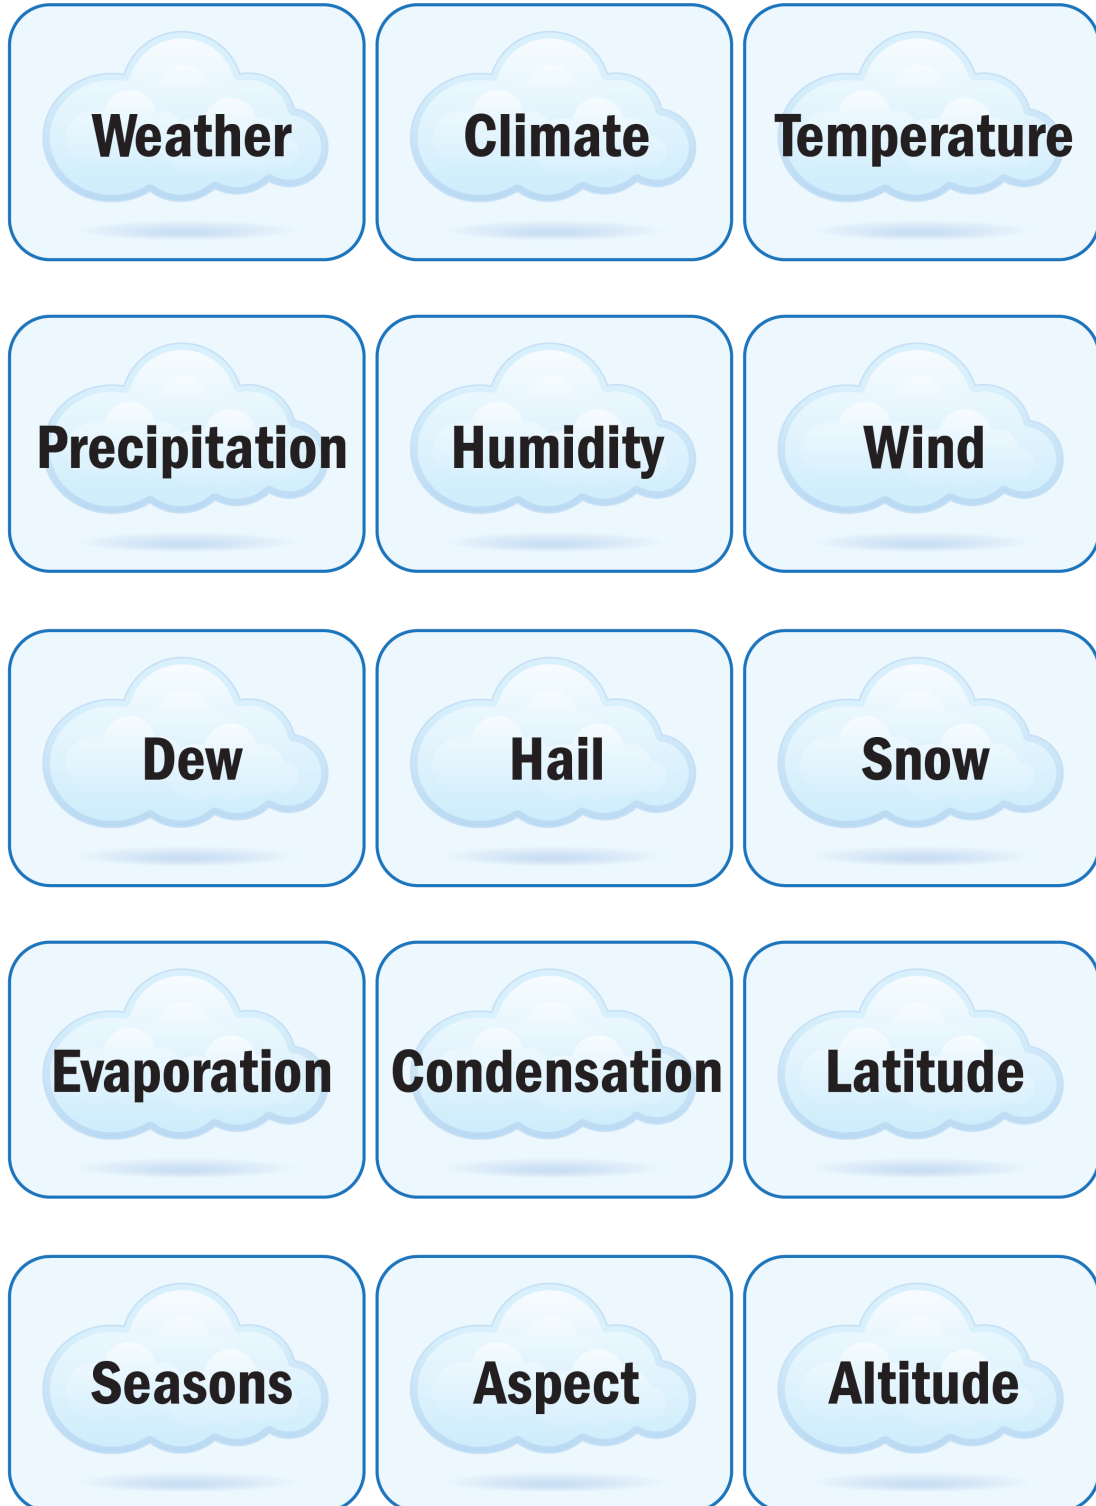 Weather
Climate
Temperature
Precipitation
Humidity
Wind
Dew
Hail
Snow
Evaporation
Condensation
Latitude
Seasons
Aspect
Altitude